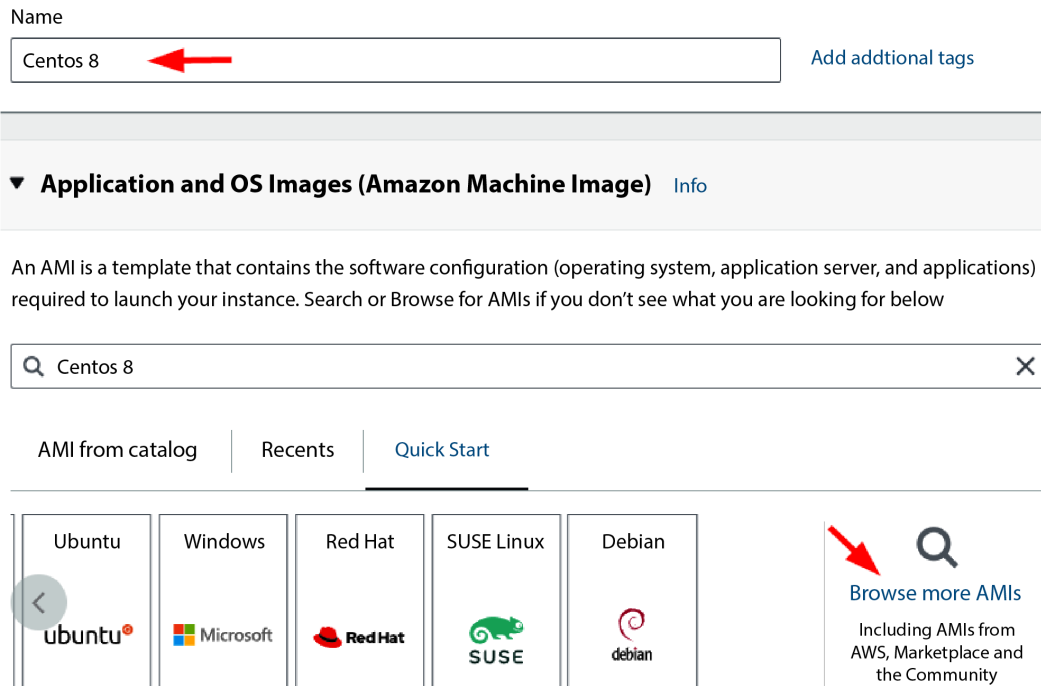 Name
Centos 8
Add addtional tags
Application and OS Images (Amazon Machine Image) Info
An AMI is a template that contains the software configuration (operating system, application server, and applications)
required to launch your instance. Search or Browse for AMIs if you don’t see what you are looking for below
Centos 8
AMI from catalog
Recents
Quick Start
Ubuntu
ubuntu
Windows
Microsoft
Red Hat
Red Hat
SUSE Linux
SUSE
Debian
debian
Browse more AMIs
Including AMIs from
AWS, Marketplace and
the Community